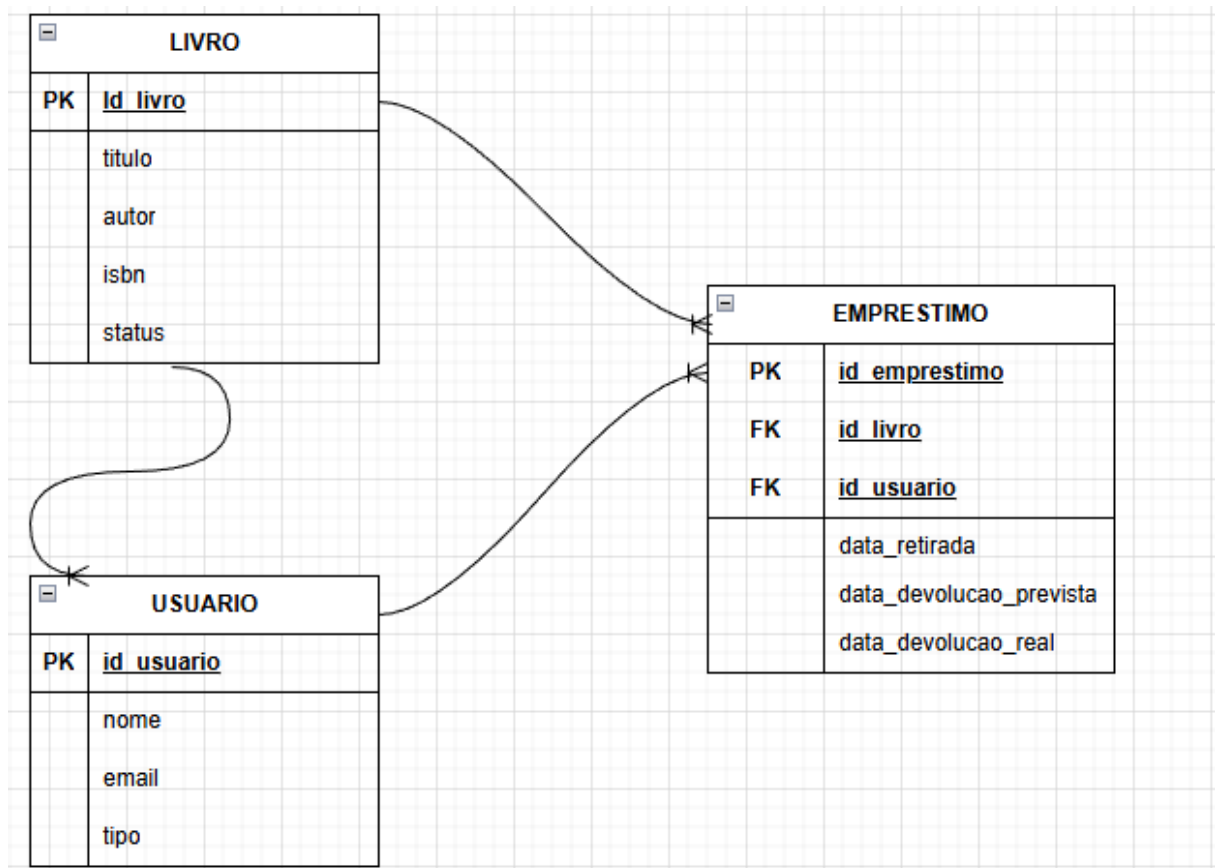 LIVRO
PK Id_livro
titulo
autor
isbn
status
EMPRESTIMO
PK id_emprestimo
FK id_livro
FK id_usuario
data_retirada
data_devolucao_prevista
data_devolucao_real
USUARIO
PK id_usuario
nome
email
tipo